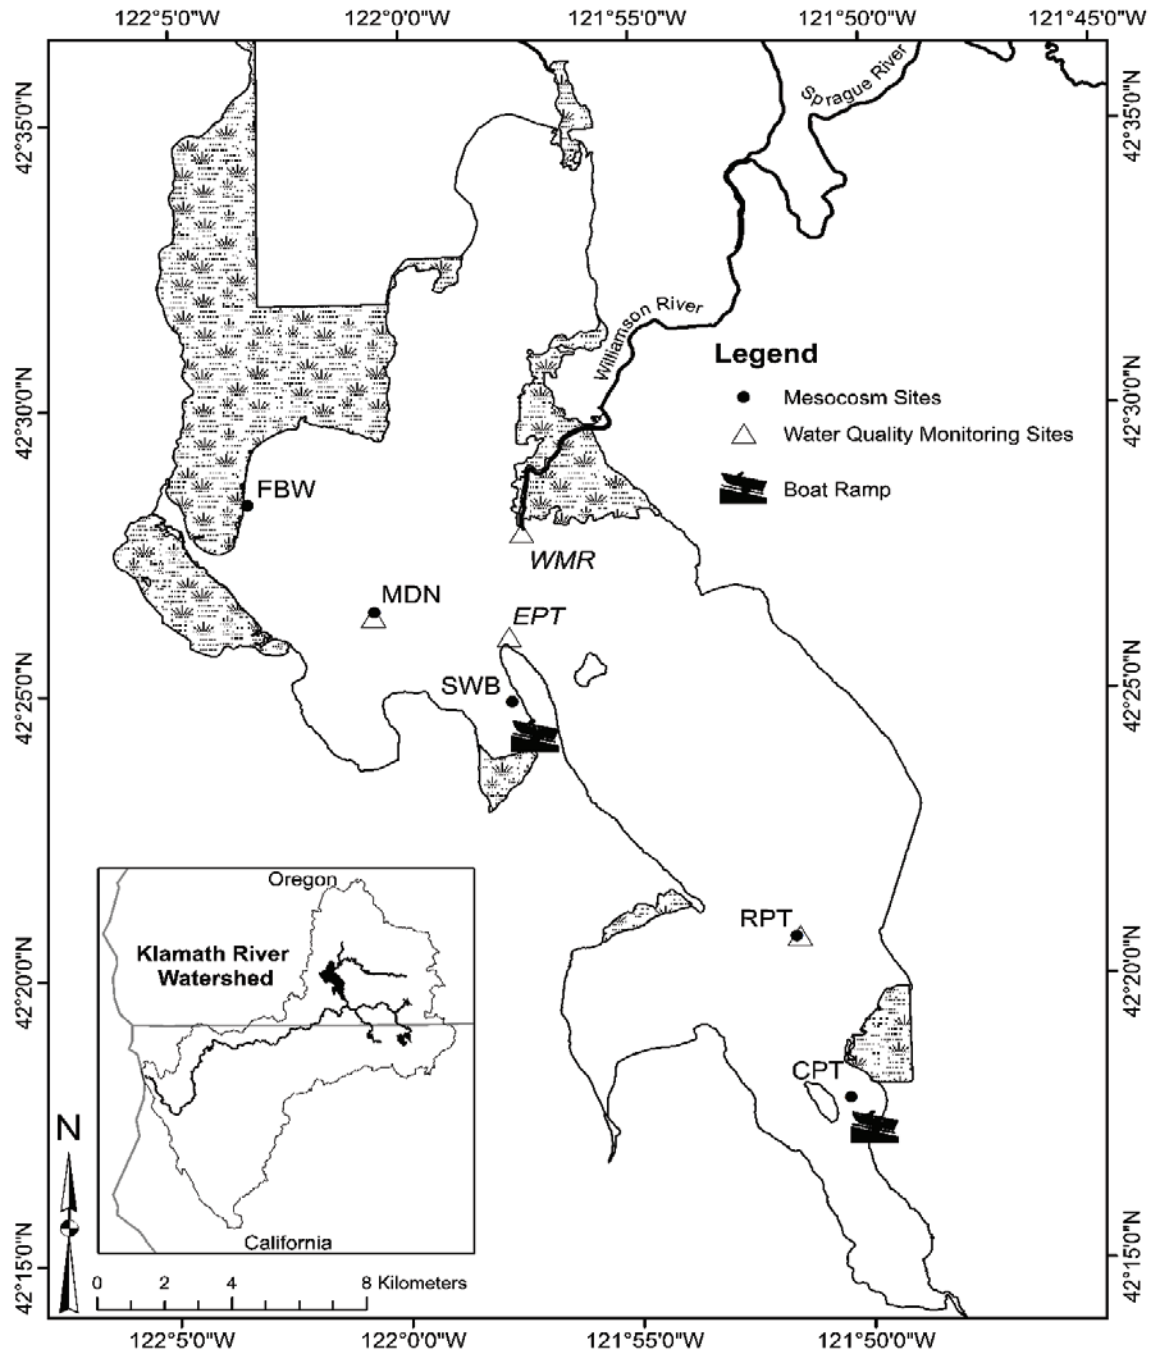 122°5'0"W 122°0'0"W 121°55'0"W 121°50'0"W 121°45'0"W
Sprague River
42°35'0"N 42°35'0"N
Williamson River
Legend
Mesocosm Sites
Water Quality Monitoring Sites
Boat Ramp
42°30'0"N 42°30'0"N
FBW
WMR
MDN
EPT
SWB
42°25'0"N 42°25'0"N
RPT
CPT
42°20'0"N 42°20'0"N
Oregon
Klamath River
Watershed
California
N
0 2 4 8 Kilometers
42°15'0"N 42°15'0"N
122°5'0"W 122°0'0"W 121°55'0"W 121°50'0"W